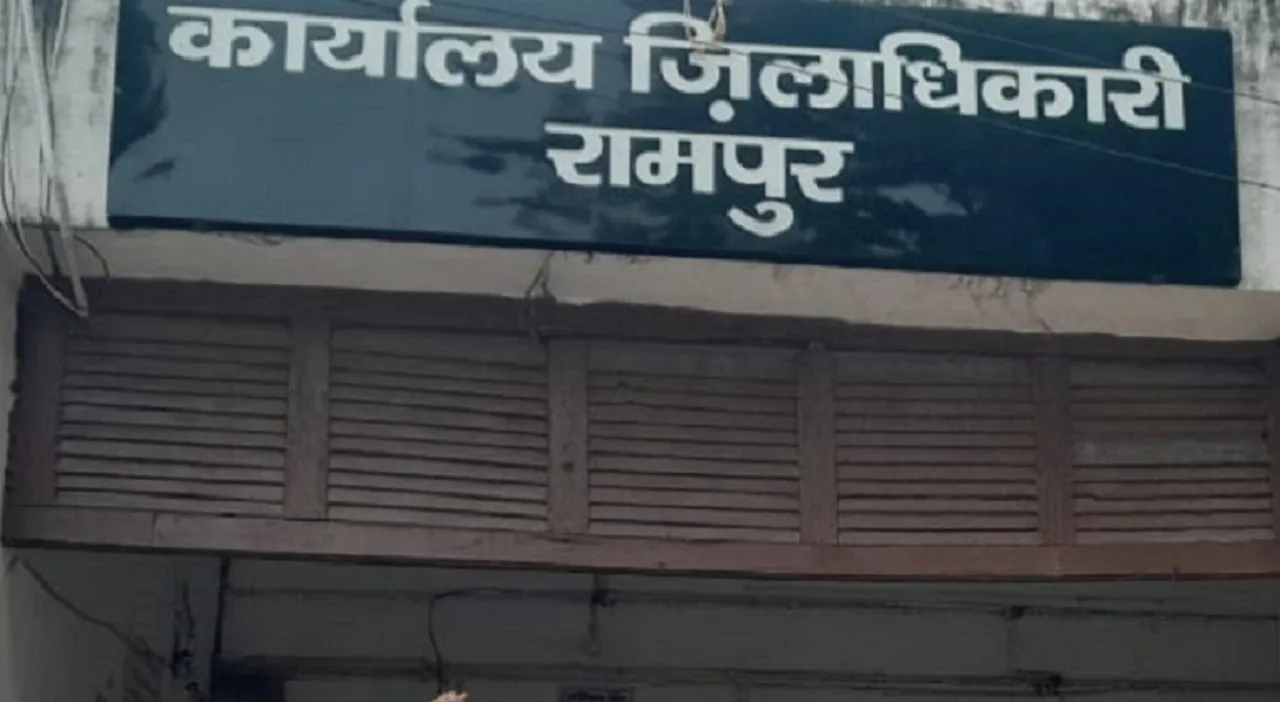 कार्यालय ज़िलाधिकारी
रामपुर